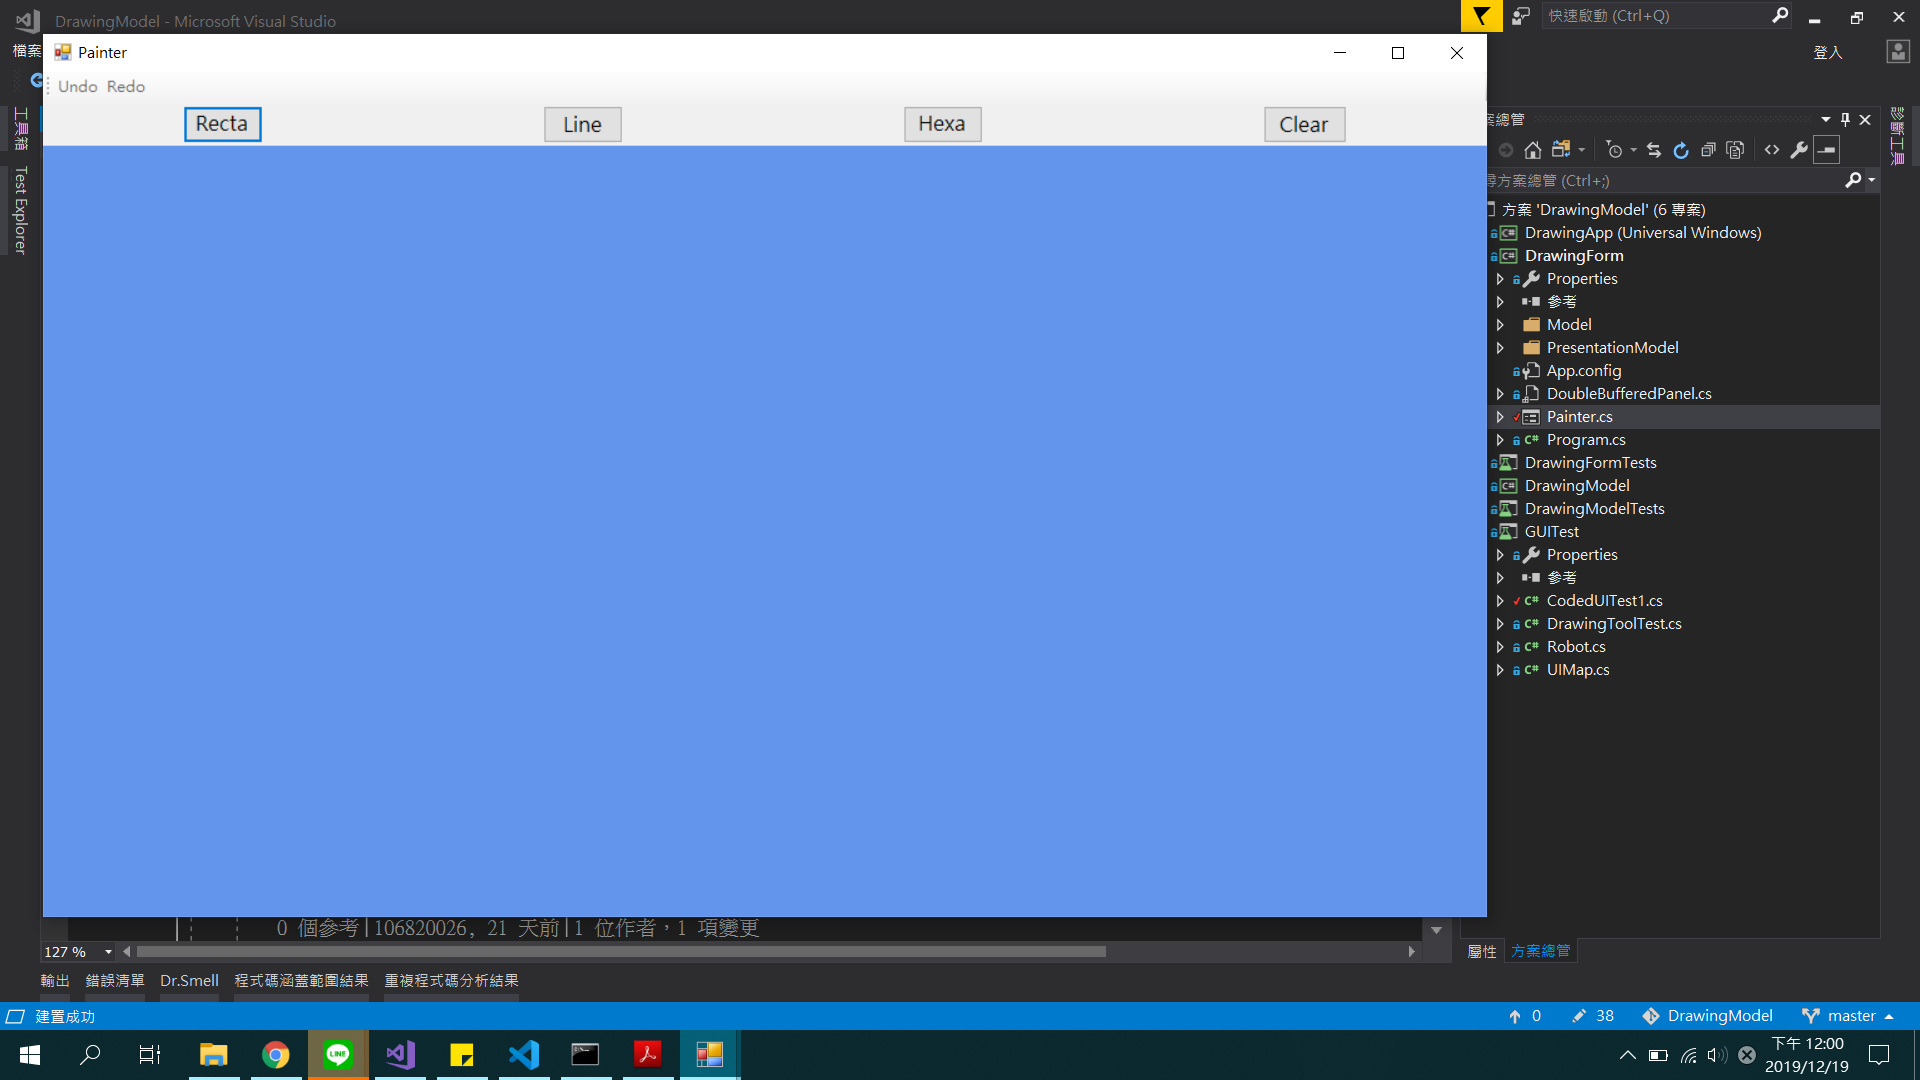 DrawingModel - Microsoft Visual Studio
快速啟動 (Ctrl+Q)
檔案
登入
Painter
Undo Redo
Recta
Line
Hexa
Clear
工具箱
Test Explorer
診斷工具
案總管
尋方案總管 (Ctrl+;)
方案 'DrawingModel' (6 專案)
DrawingApp (Universal Windows)
DrawingForm
Properties
參考
Model
PresentationModel
App.config
DoubleBufferedPanel.cs
Painter.cs
Program.cs
DrawingFormTests
DrawingModel
DrawingModelTests
GUITest
Properties
參考
CodedUITest1.cs
DrawingToolTest.cs
Robot.cs
UIMap.cs
0 個參考|106820026, 21 天前|1 位作者，1 項變更
127 %
屬性
方案總管
輸出 錯誤清單 Dr.Smell 程式碼涵蓋範圍結果 重複程式碼分析結果
建置成功
0
38
DrawingModel
master
LINE
下午 12:00
2019/12/19